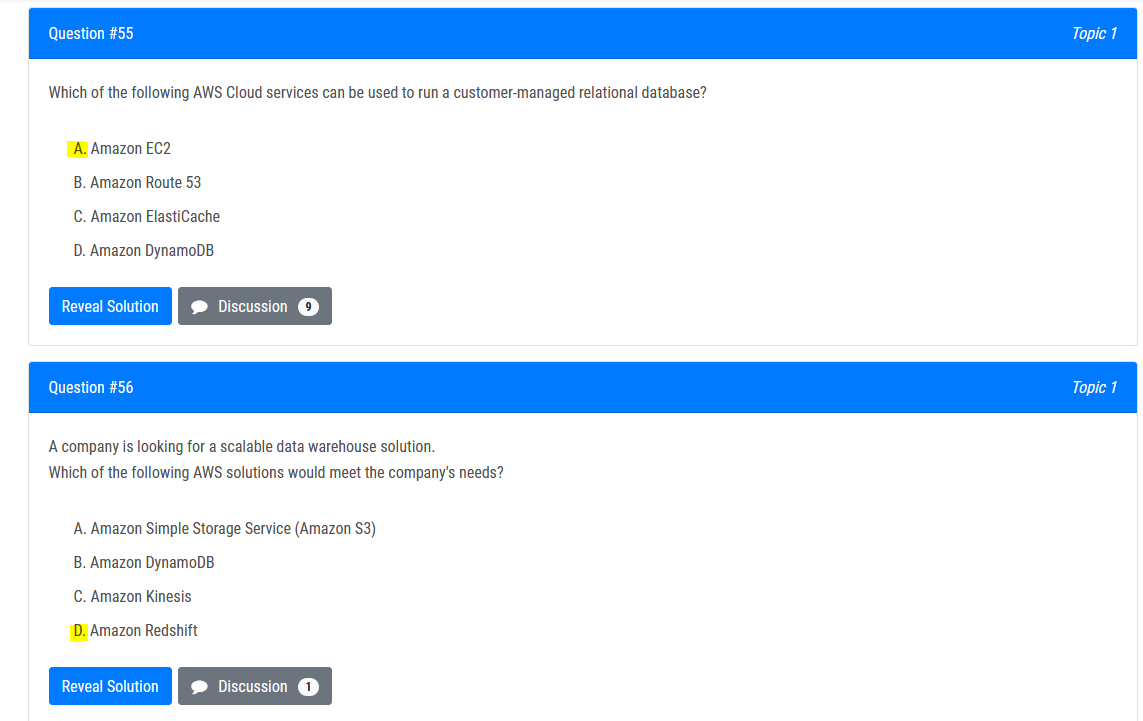 Question #55
Topic 1
Which of the following AWS Cloud services can be used to run a customer-managed relational database?
A. Amazon EC2
B. Amazon Route 53
C. Amazon ElastiCache
D. Amazon DynamoDB
Reveal Solution
Discussion 9
Question #56
Topic 1
A company is looking for a scalable data warehouse solution.
Which of the following AWS solutions would meet the company's needs?
A. Amazon Simple Storage Service (Amazon S3)
B. Amazon DynamoDB
C. Amazon Kinesis
D. Amazon Redshift
Reveal Solution
Discussion 1